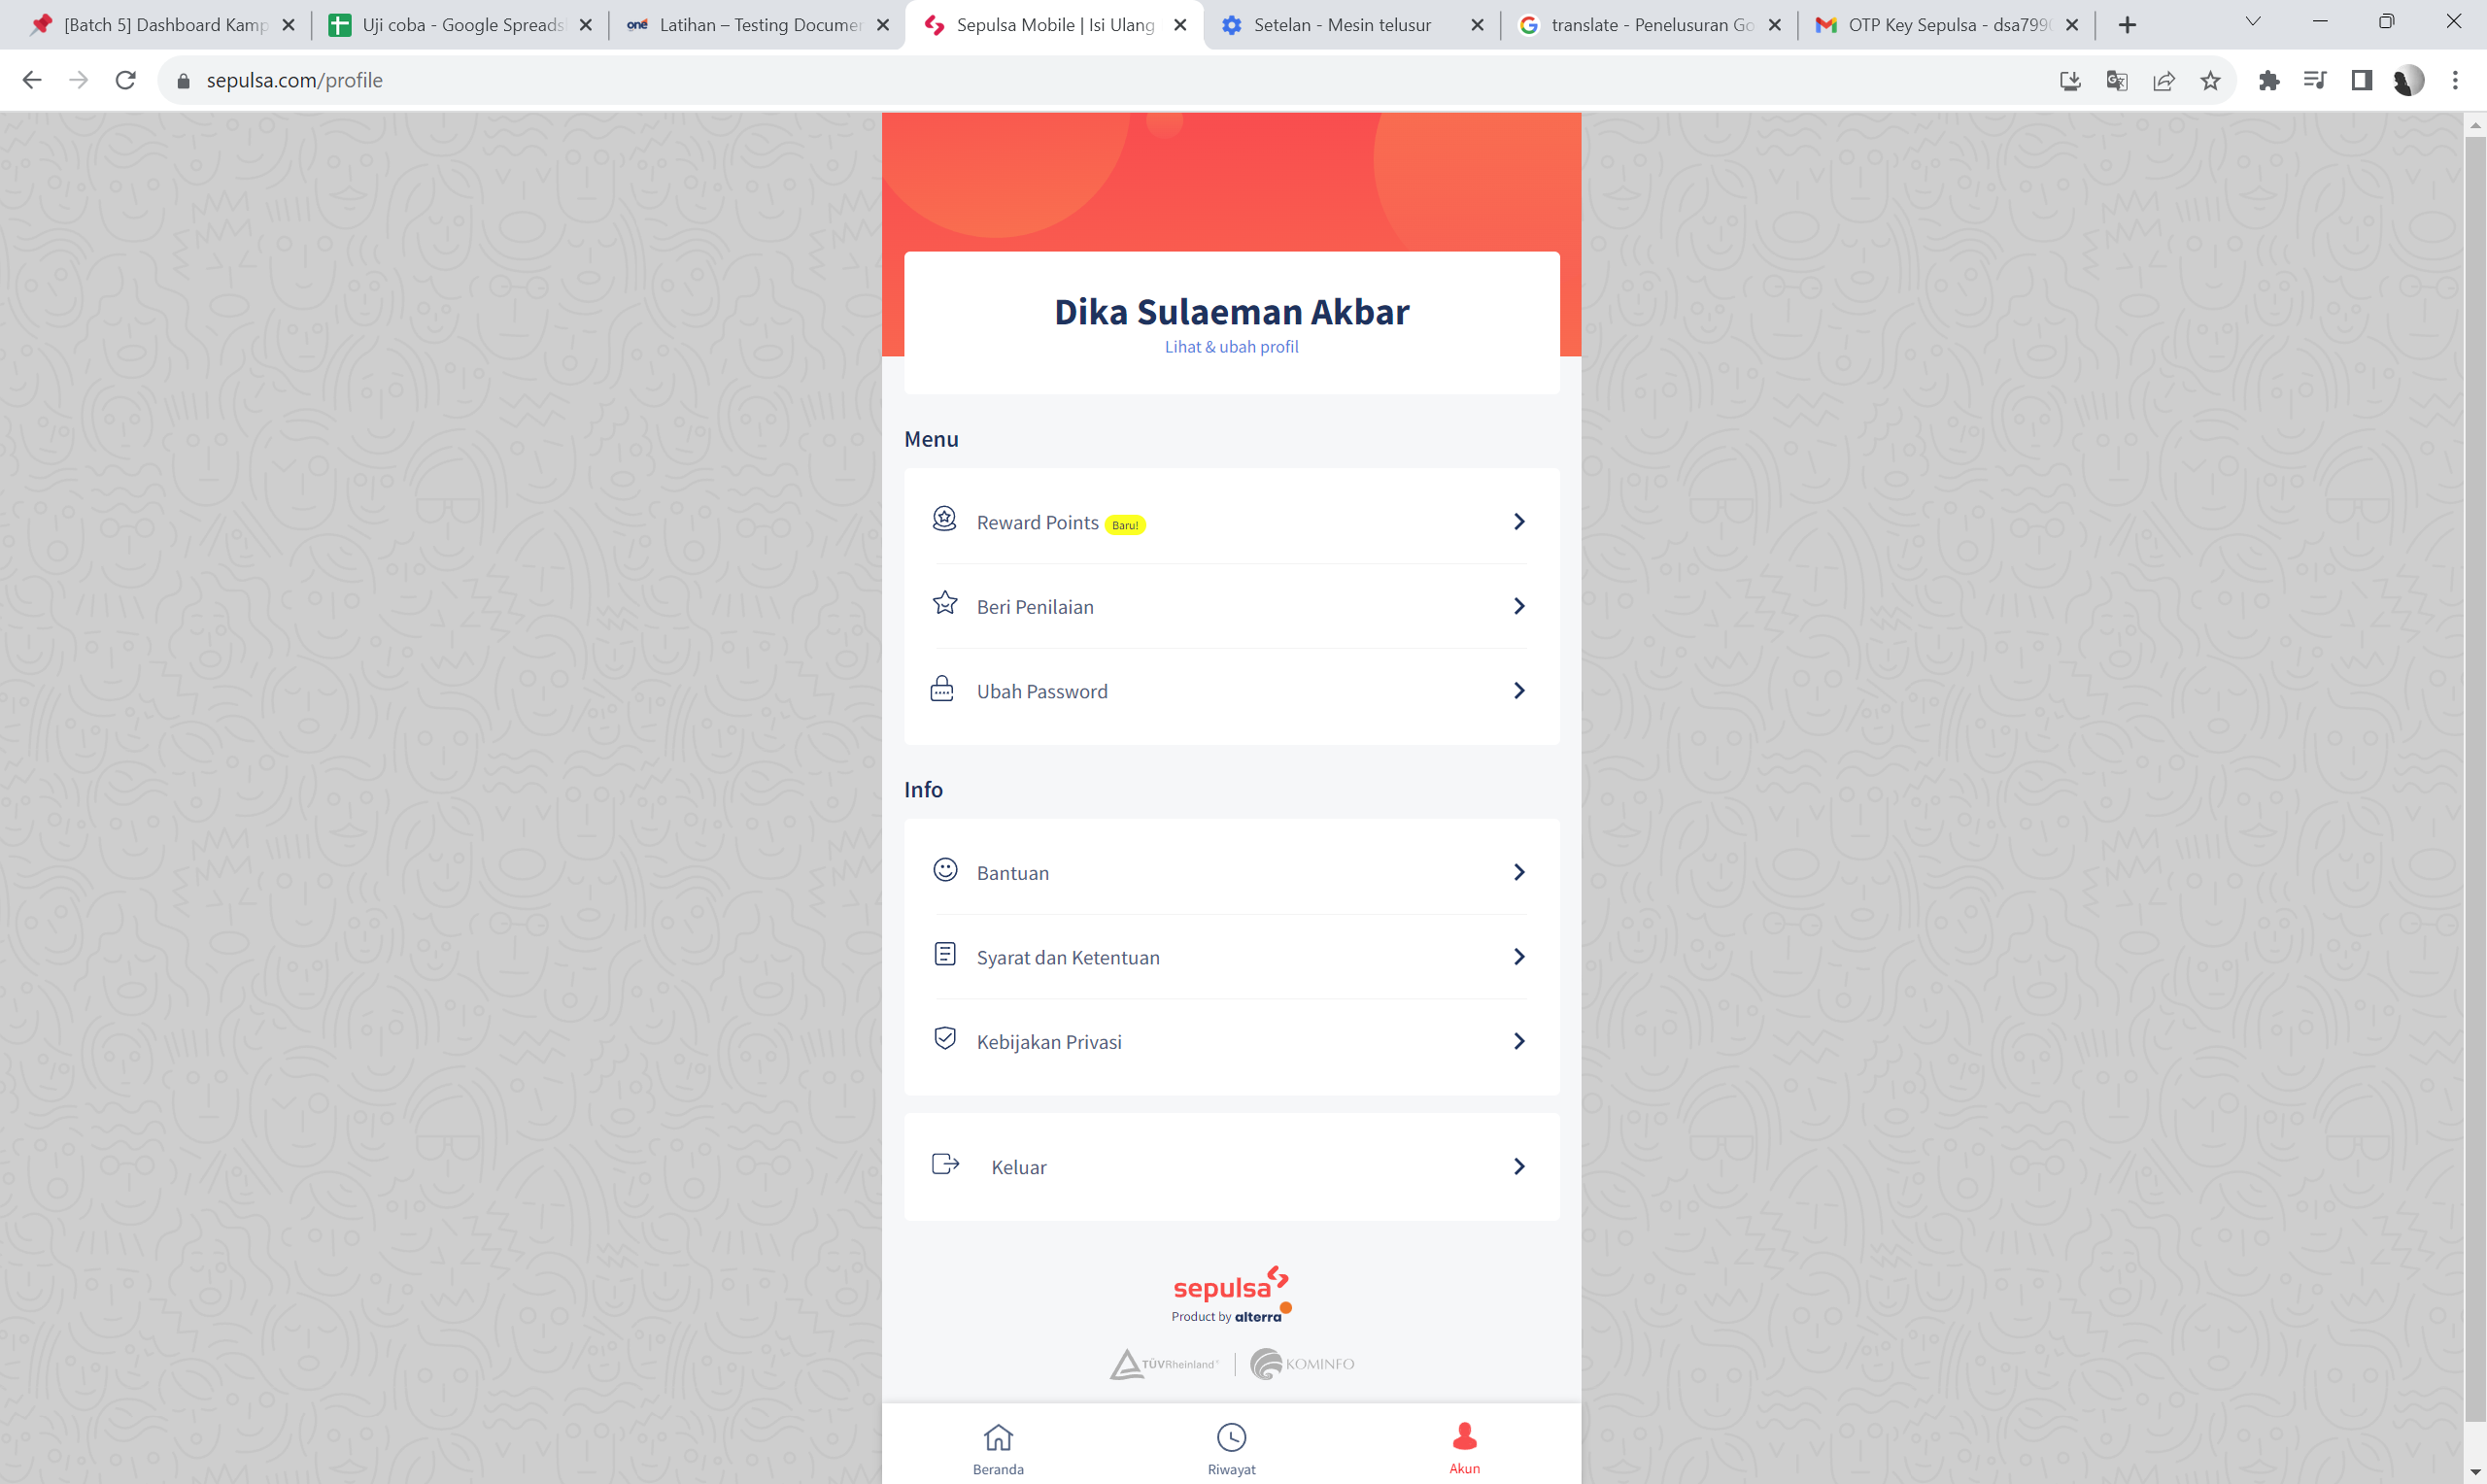 [Batch 5] Dashboard Kamp
Uji coba - Google Spreads
one Latihan – Testing Documen
Sepulsa Mobile | Isi Ulang
Setelan - Mesin telusur
translate - Penelusuran Go
OTP Key Sepulsa - dsa799
sepulsa.com/profile
Dika Sulaeman Akbar
Lihat & ubah profil
Menu
Reward Points Baru!
Beri Penilaian
Ubah Password
Info
Bantuan
Syarat dan Ketentuan
Kebijakan Privasi
Keluar
sepulsa
Product by alterra
TÜVRheinland® KOMINFO
Beranda
Riwayat
Akun